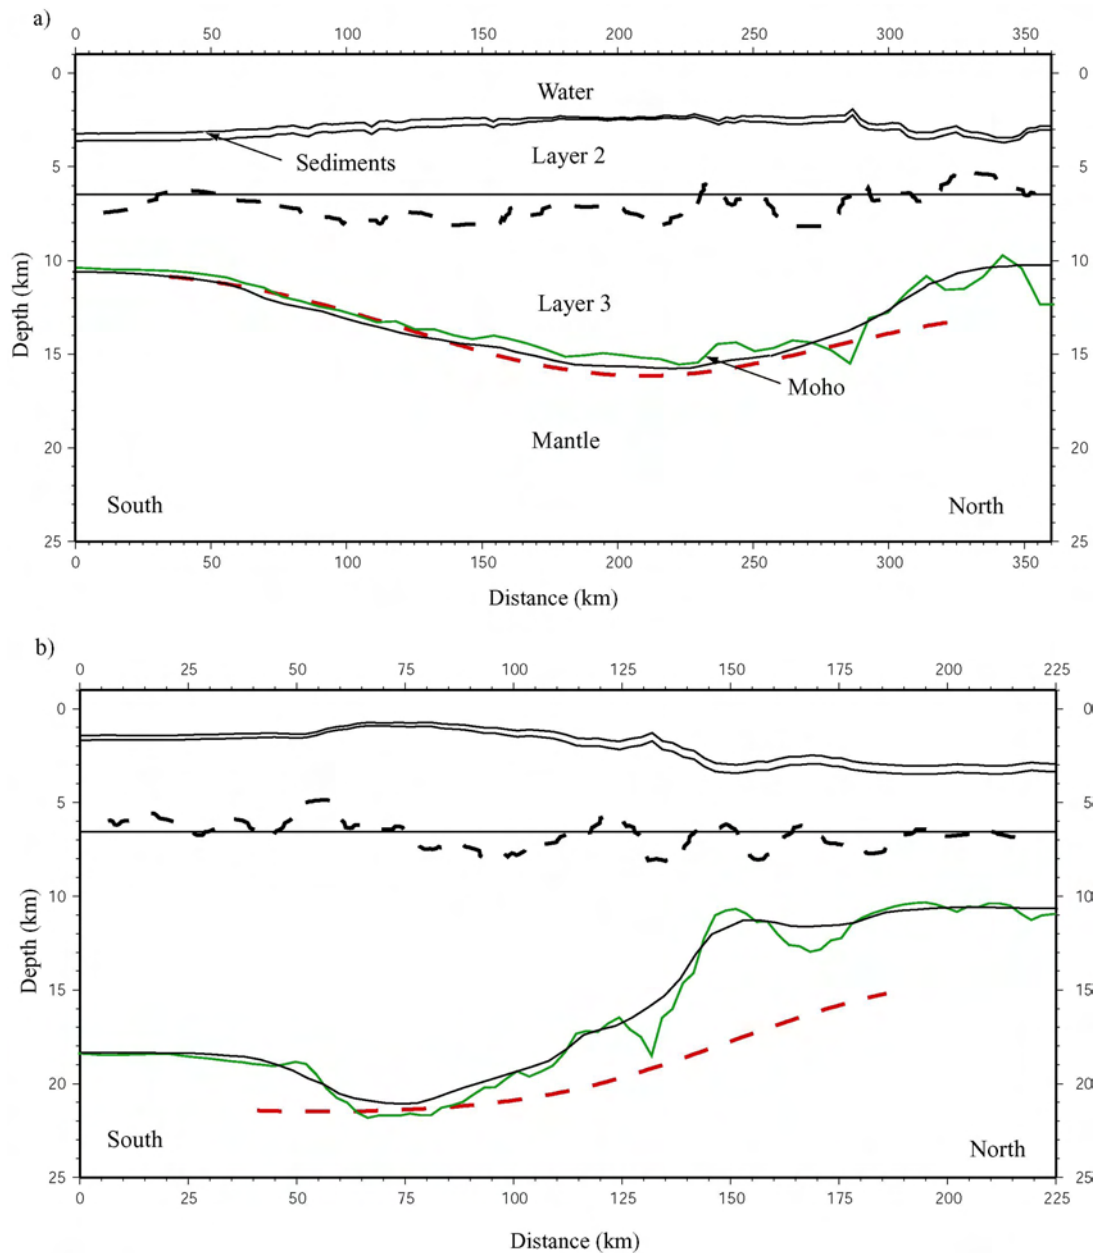 a)
0 50 100 150 200 250 300 350
0 0
Water
Sediments
Layer 2
5 5
10 10
Depth (km)
Layer 3
15 15
Moho
Mantle
20 20
South
North
25 25
0 50 100 150 200 250 300 350
Distance (km)
b)
0 25 50 75 100 125 150 175 200 225
0 0
5 5
10 10
Depth (km)
15 15
20 20
South
North
25 25
0 25 50 75 100 125 150 175 200 225
Distance (km)